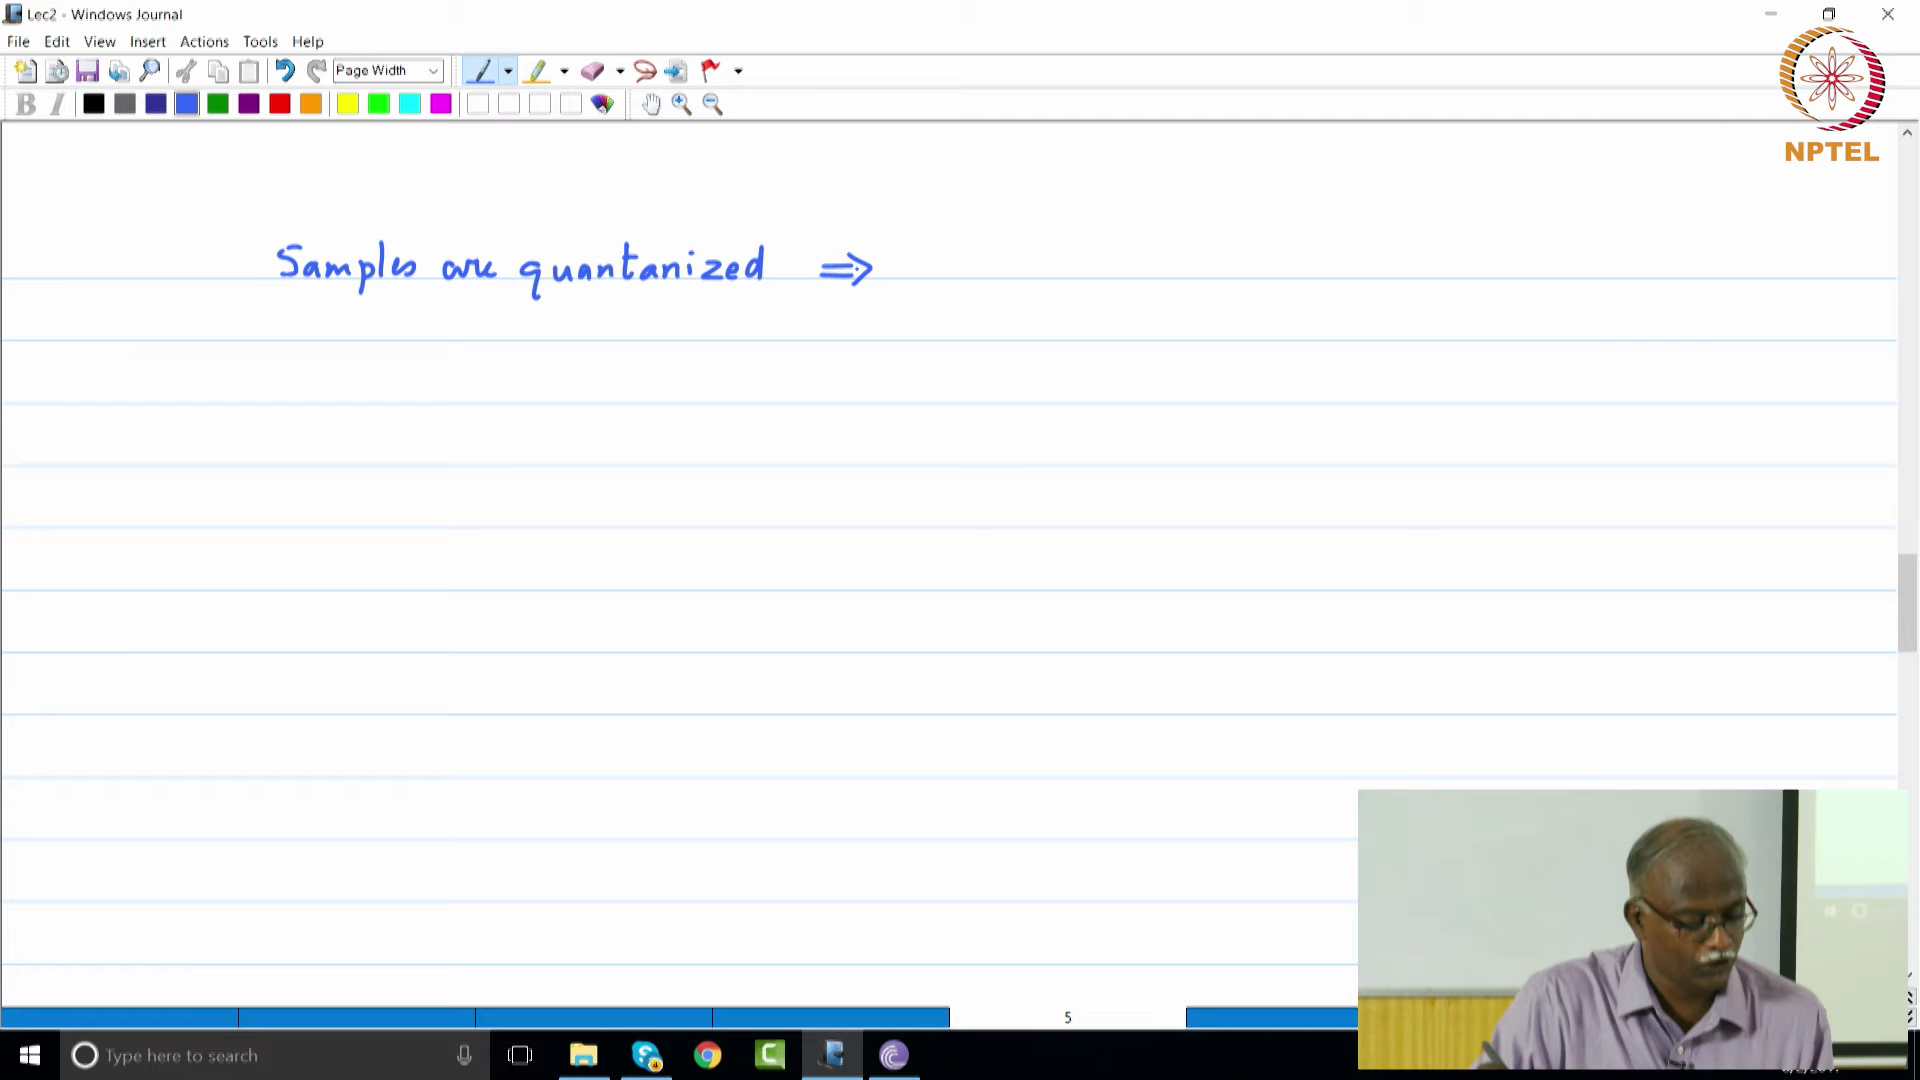 Lec2 - Windows Journal
File Edit View Insert Actions Tools Help
Page Width
B I
NPTEL
Samples are quantanized ⇒
5
Type here to search
4